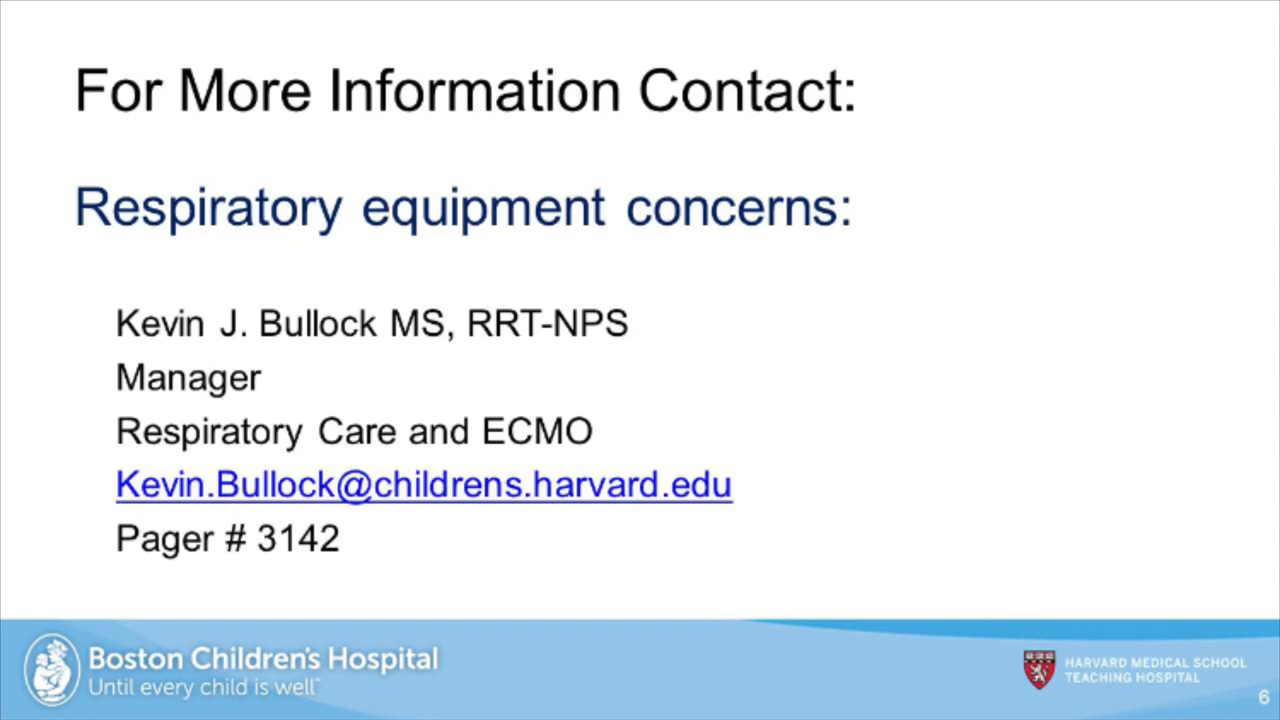 For More Information Contact:
Respiratory equipment concerns:
Kevin J. Bullock MS, RRT-NPS
Manager
Respiratory Care and ECMO
Kevin.Bullock@childrens.harvard.edu
Pager # 3142
Boston Children's Hospital
Until every child is well™
HARVARD MEDICAL SCHOOL
TEACHING HOSPITAL
6